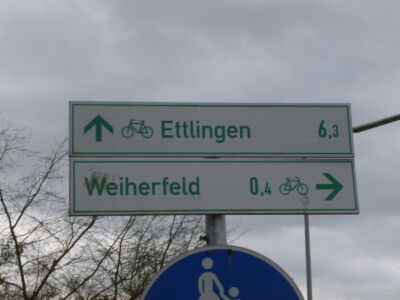 Ettlingen 6,3
Weiherfeld 0,4